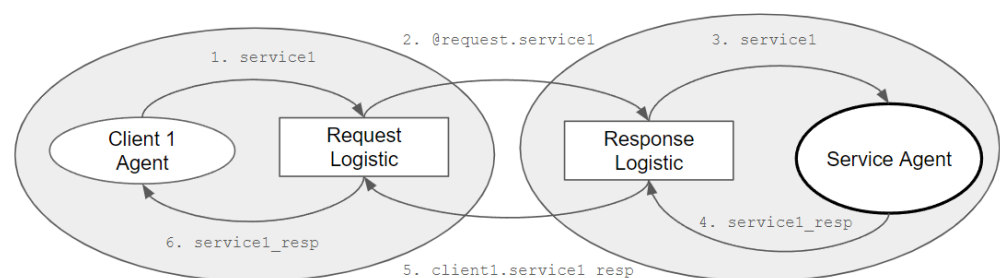 2. @request.service1
1. service1
3. service1
Client 1
Agent
Request
Logistic
Response
Logistic
Service Agent
6. service1_resp
4. service1_resp
5. client1.service1_resp